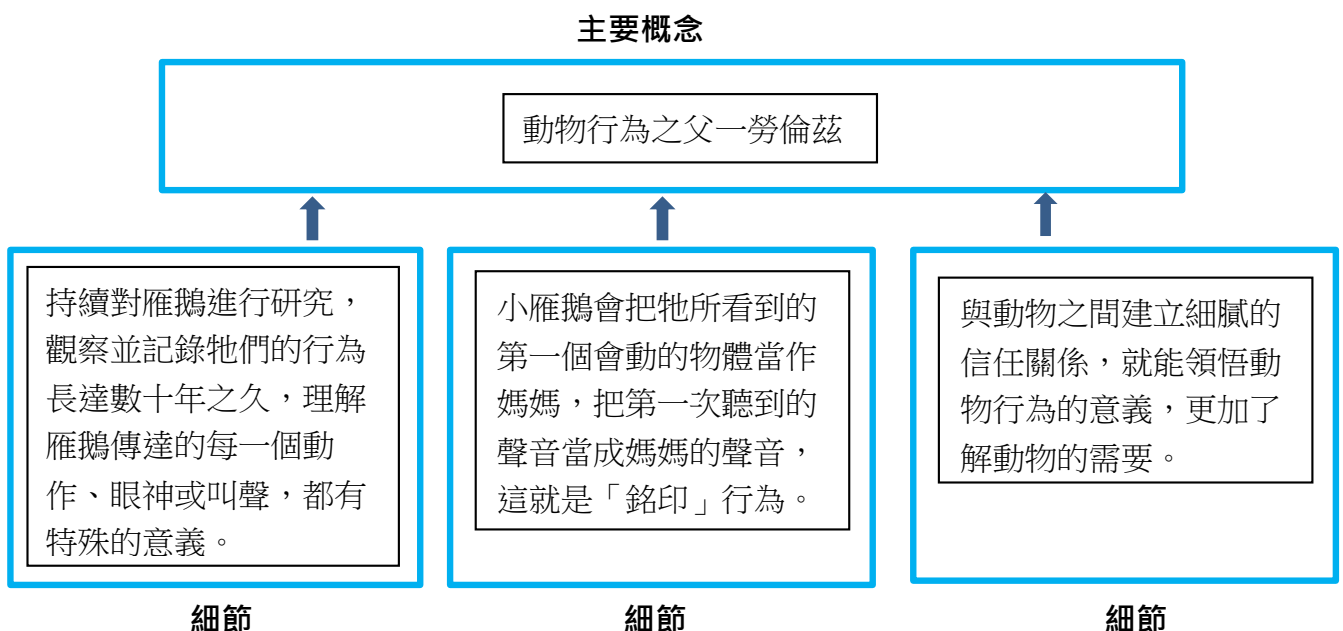 主要概念
動物行為之父一勞倫茲
持續對雁鵝進行研究，
觀察並記錄牠們的行為
長達數十年之久，理解
雁鵝傳達的每一個動
作、眼神或叫聲，都有
特殊的意義。
小雁鵝會把牠所看到的
第一個會動的物體當作
媽媽，把第一次聽到的
聲音當成媽媽的聲音，
這就是「銘印」行為。
與動物之間建立細膩的
信任關係，就能領悟動
物行為的意義，更加了
解動物的需要。
細節
細節
細節